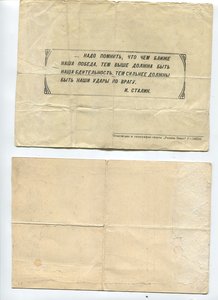 ... НАДО ПОМНИТЬ, ЧТО ЧЕМ БЛИЖЕ
НАША ПОБЕДА, ТЕМ ВЫШЕ ДОЛЖНА БЫТЬ
НАША БДИТЕЛЬНОСТЬ, ТЕМ СИЛЬНЕЕ ДОЛЖНЫ
БЫТЬ НАШИ УДАРЫ ПО ВРАГУ.
И. СТАЛИН.